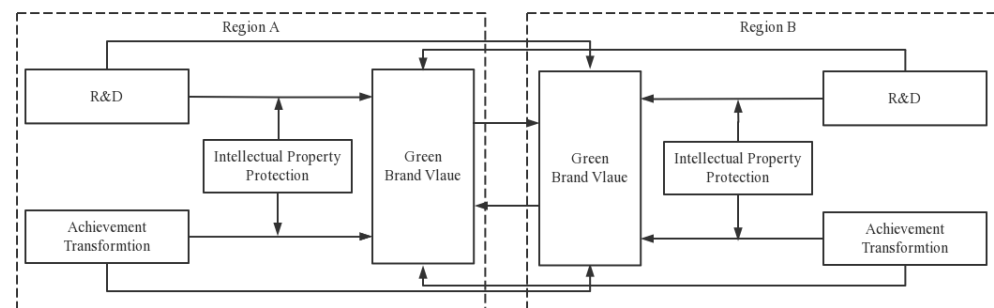 Region A
Region B
R&D
R&D
Intellectual Property
Protection
Green
Brand Vlaue
Green
Brand Vlaue
Intellectual Property
Protection
Achievement
Transformtion
Achievement
Transformtion